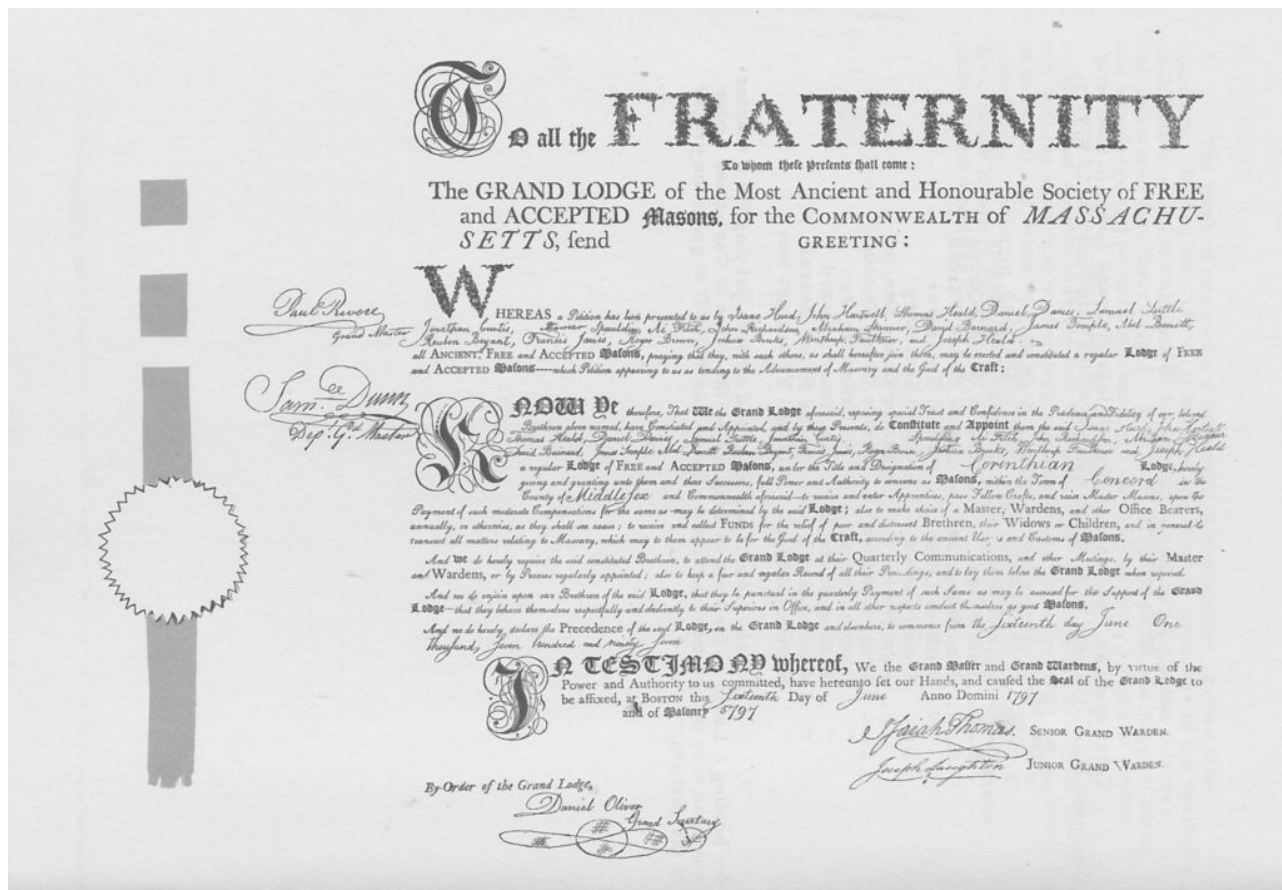 To all the FRATERNITY
To whom theſe Preſents ſhall come:
The GRAND LODGE of the Most Ancient and Honourable Society of FREE
and ACCEPTED Maſons, for the COMMONWEALTH of MASSACHU-
SETTS, ſend GREETING:
Paul Revere
Grand Master
WHEREAS a Petition has been presented to us by Isaac Hurd, John Hartwell, Thomas Heald, Daniel Davies, Samuel Tuttle
Jonathan Curtis, Spaulding Ai Fitch, John Richardson, Abraham Skinner, David Barnard, James Temple, Abel Bennett,
Reuben Bryant, Francis Jarvis, Roger Brown, Joshua Brooks, Winthrop Faulkner, and Joseph Heald
all ANCIENT, FREE and ACCEPTED Maſons, praying that they, with such others, as shall hereafter join them, may be erected and constituted a regular Lodge of FREE
and ACCEPTED Maſons—which Petition appearing to us as tending to the Advancement of Masonry and the Good of the Craft:
Saml. Dunn
Dep. Gd. Master
KNOW Ye therefore, That We the Grand Lodge aforesaid, reposing special Trust and Confidence in the Prudence and Fidelity of our beloved
Brethren above named, have Constituted and Appointed, and by these Presents, do Constitute and Appoint them the said Isaac Hurd, John Hartwell
Thomas Heald, Daniel Davies, Samuel Tuttle, Jonathan Curtis, Spaulding Ai Fitch, John Richardson, Abraham Skinner
David Barnard, James Temple Abel Bennett Reuben Bryant, Francis Jarvis, Roger Brown, Joshua Brooks, Winthrop Faulkner and Joseph Heald
a regular Lodge of FREE and ACCEPTED Maſons, under the Title and Designation of Corinthian Lodge, hereby
giving and granting unto them and their Successors, full Power and Authority to convene as Maſons, within the Town of Concord in the
County of Middlesex and Commonwealth aforesaid—to receive and enter Apprentices, pass Fellow Crafts, and raise Master Masons, upon the
Payment of such moderate Compensations for the same as may be determined by the said Lodge; also to make choice of a Master, Wardens, and other Office Bearers,
annually, or otherwise, as they shall see cause; to receive and collect FUNDS for the relief of poor and distressed Brethren, their Widows or Children, and in general to
transact all matters relating to Masonry, which may to them appear to be for the Good of the Craft, according to the ancient Usages and Customs of Maſons.
And we do hereby require the said constituted Brethren, to attend the Grand Lodge at their Quarterly Communications, and other Meetings, by their Master
and Wardens, or by Proxies regularly appointed; also to keep a fair and regular Record of all their Proceedings, and to lay them before the Grand Lodge when required
And we do enjoin upon our Brethren of the said Lodge, that they be punctual in the quarterly Payment of such Sums as may be assessed for the Support of the Grand
Lodge—that they behave themselves respectfully and obediently to their Superiors in Office, and in all other respects conduct themselves as good Maſons.
And we do hereby declare the Precedence of the said Lodge, in the Grand Lodge and elsewhere, to commence from the Sixteenth day June One
thousand, seven hundred and ninety seven
IN TESTIMONY whereof, We the Grand Maſter and Grand Wardens, by virtue of the
Power and Authority to us committed, have hereunto ſet our Hands, and cauſed the Seal of the Grand Lodge to
be affixed, at BOSTON this Sixteenth Day of June Anno Domini 1797
and of Maſonry 5797
Isaiah Thomas. SENIOR GRAND WARDEN.
Joseph Laughton JUNIOR GRAND WARDEN.
By Order of the Grand Lodge,
Daniel Oliver
Grand Secretary